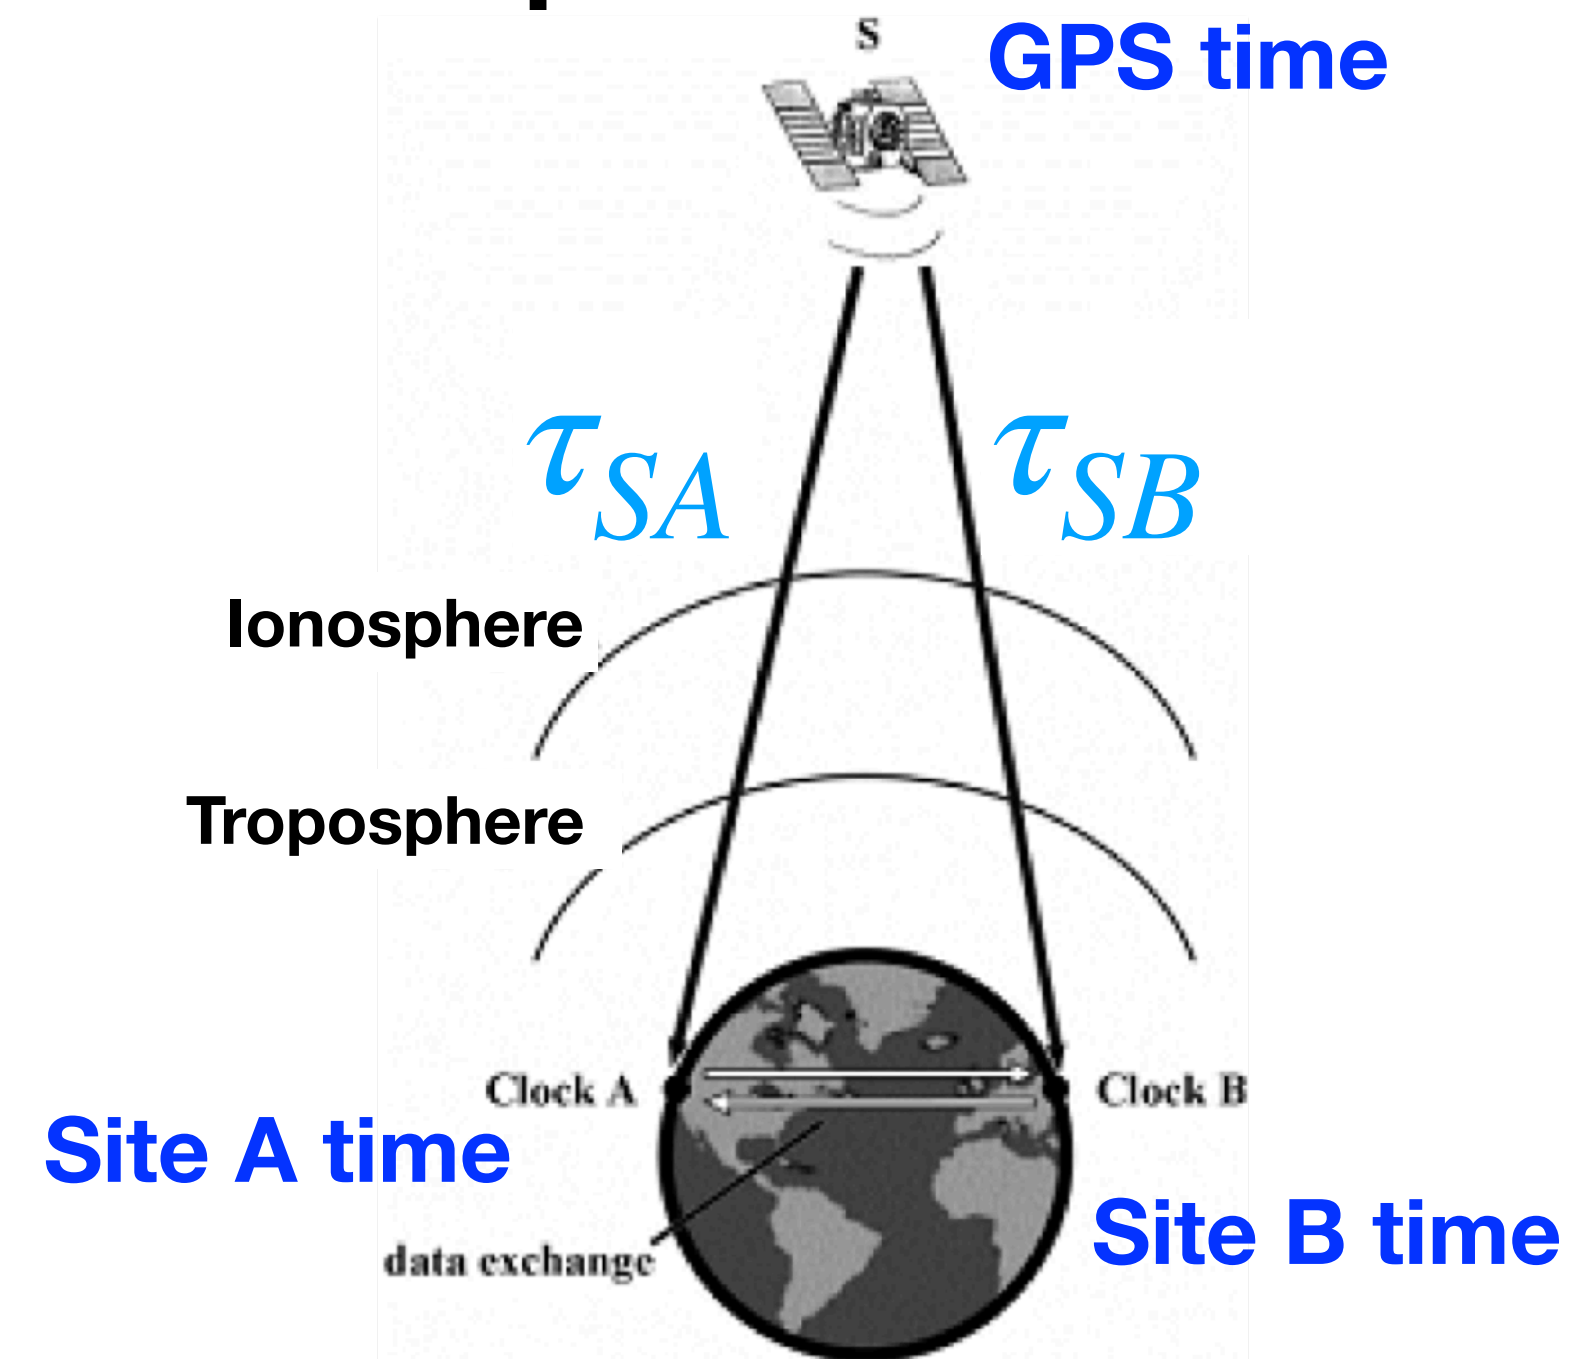 S
GPS time
τSA
τSB
Ionosphere
Troposphere
Clock A
Clock B
Site A time
Site B time
data exchange